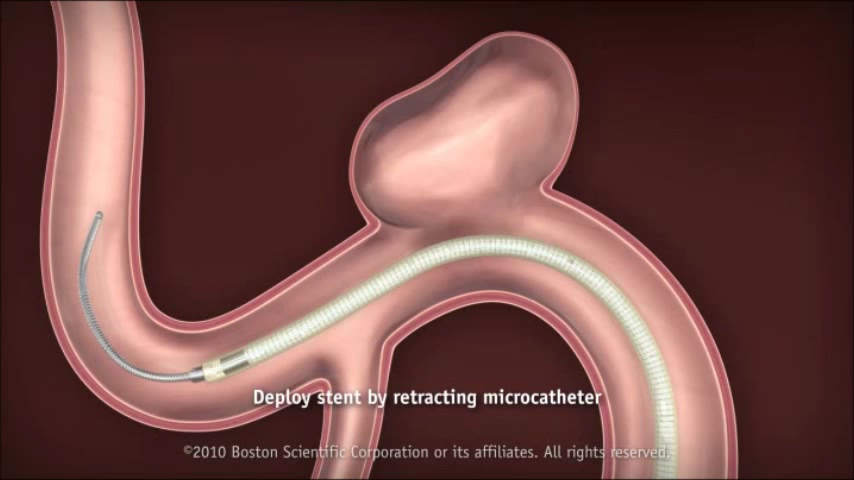 Deploy stent by retracting microcatheter
©2010 Boston Scientific Corporation or its affiliates. All rights reserved.